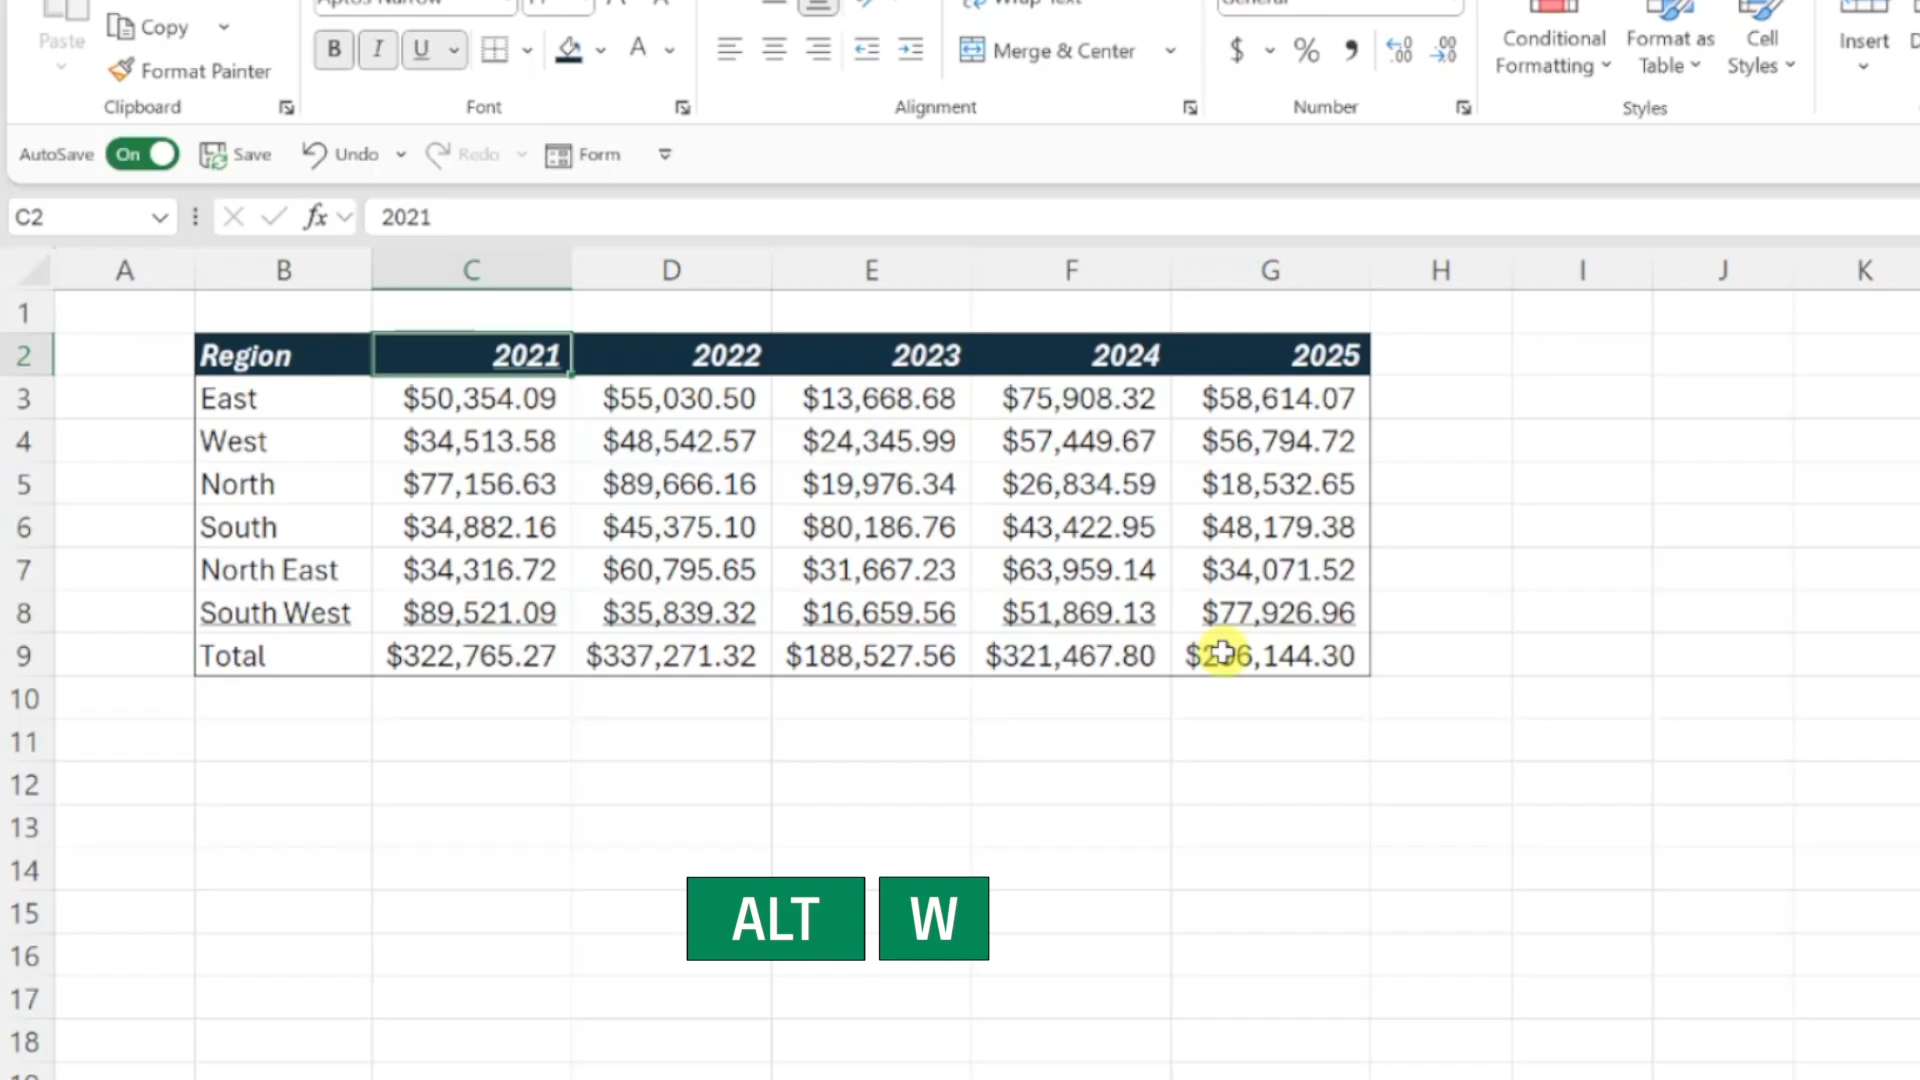 Paste
Copy
Format Painter
Clipboard
B I U
A
Font
Merge & Center
Alignment
$ % ,
Number
Conditional
Formatting
Format as
Table
Cell
Styles
Styles
Insert
AutoSave On Save Undo Redo Form
C2 fx 2021
A B C D E F G H I J K
1
2 Region 2021 2022 2023 2024 2025
3 East $50,354.09 $55,030.50 $13,668.68 $75,908.32 $58,614.07
4 West $34,513.58 $48,542.57 $24,345.99 $57,449.67 $56,794.72
5 North $77,156.63 $89,666.16 $19,976.34 $26,834.59 $18,532.65
6 South $34,882.16 $45,375.10 $80,186.76 $43,422.95 $48,179.38
7 North East $34,316.72 $60,795.65 $31,667.23 $63,959.14 $34,071.52
8 South West $89,521.09 $35,839.32 $16,659.56 $51,869.13 $77,926.96
9 Total $322,765.27 $337,271.32 $188,527.56 $321,467.80
10
11
12
13
14
15
16
17
18
ALT W